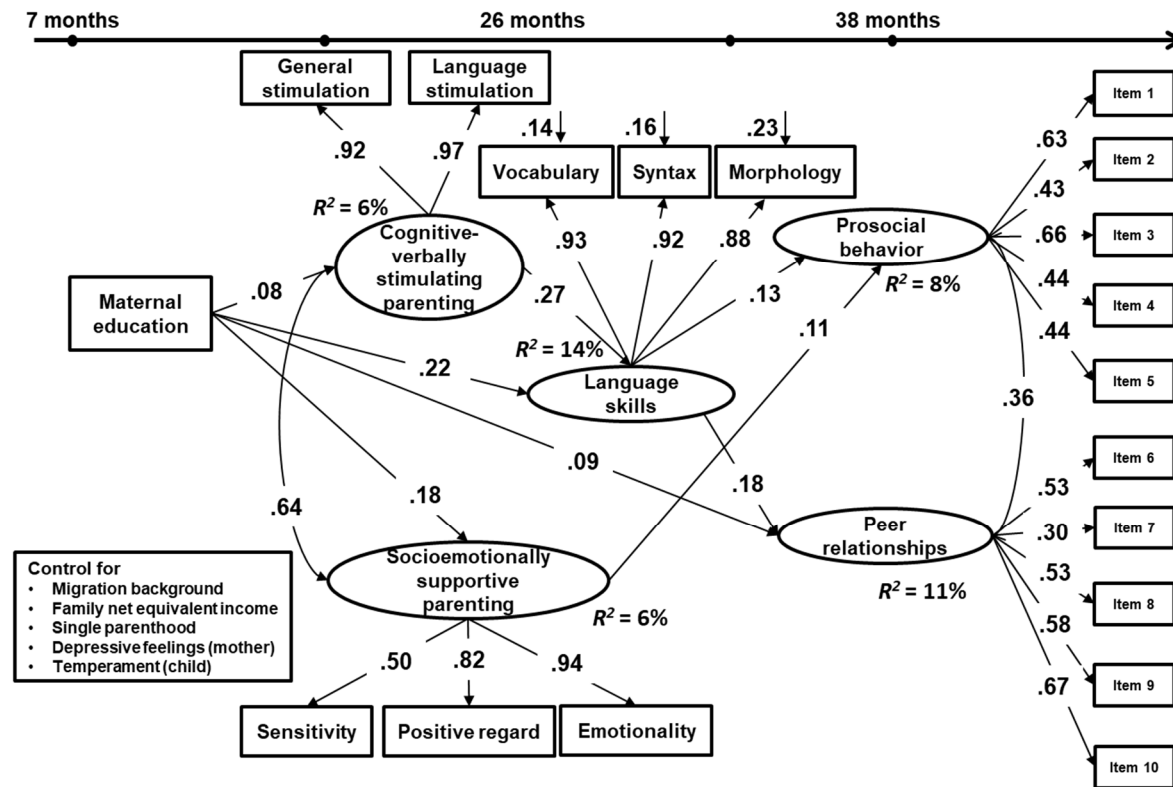 7 months
26 months
38 months
General
stimulation
Language
stimulation
.92
.97
.14
.16
.23
Vocabulary
Syntax
Morphology
R² = 6%
Cognitive-
verbally
stimulating
parenting
.93
.92
.88
Prosocial
behavior
R² = 8%
Maternal
education
.08
.27
.13
.11
R² = 14%
.22
Language
skills
.09
.18
.64
.18
Peer
relationships
R² = 11%
.36
Socioemotionally
supportive
parenting
R² = 6%
.50
.82
.94
Sensitivity
Positive regard
Emotionality
Control for
• Migration background
• Family net equivalent income
• Single parenthood
• Depressive feelings (mother)
• Temperament (child)
.63
.43
.66
.44
.44
.53
.30
.53
.58
.67
Item 1
Item 2
Item 3
Item 4
Item 5
Item 6
Item 7
Item 8
Item 9
Item 10